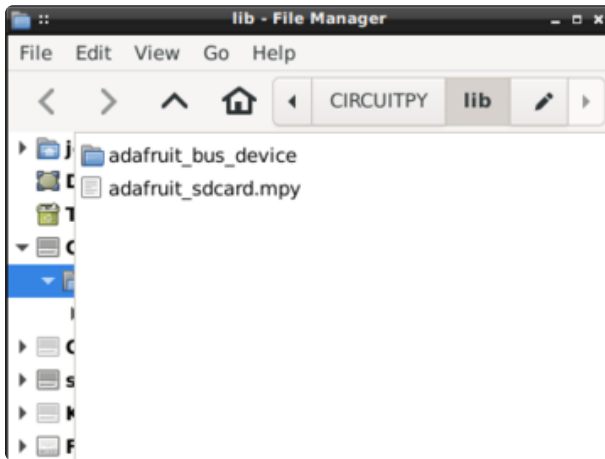 lib - File Manager
File Edit View Go Help
CIRCUITPY lib
adafruit_bus_device
adafruit_sdcard.mpy